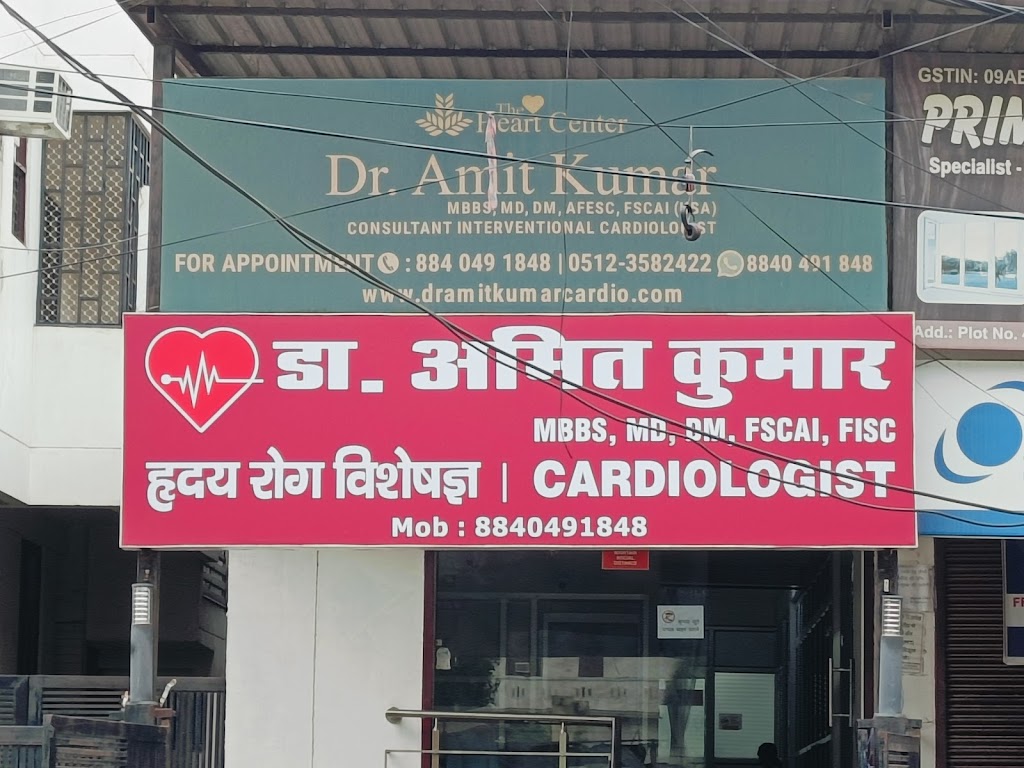 The
Heart Center
Dr. Amit Kumar
MBBS, MD, DM, AFESC, FSCAI (USA)
CONSULTANT INTERVENTIONAL CARDIOLOGIST
FOR APPOINTMENT : 884 049 1848 | 0512-3582422 8840 491 848
www.dramitkumarcardio.com
डा. अमित कुमार
MBBS, MD, DM. FSCAI, FISC
हृदय रोग विशेषज्ञ | CARDIOLOGIST
Mob : 8840491848
GSTIN: 09AB
PRIM
Specialist -
Add.: Plot No.